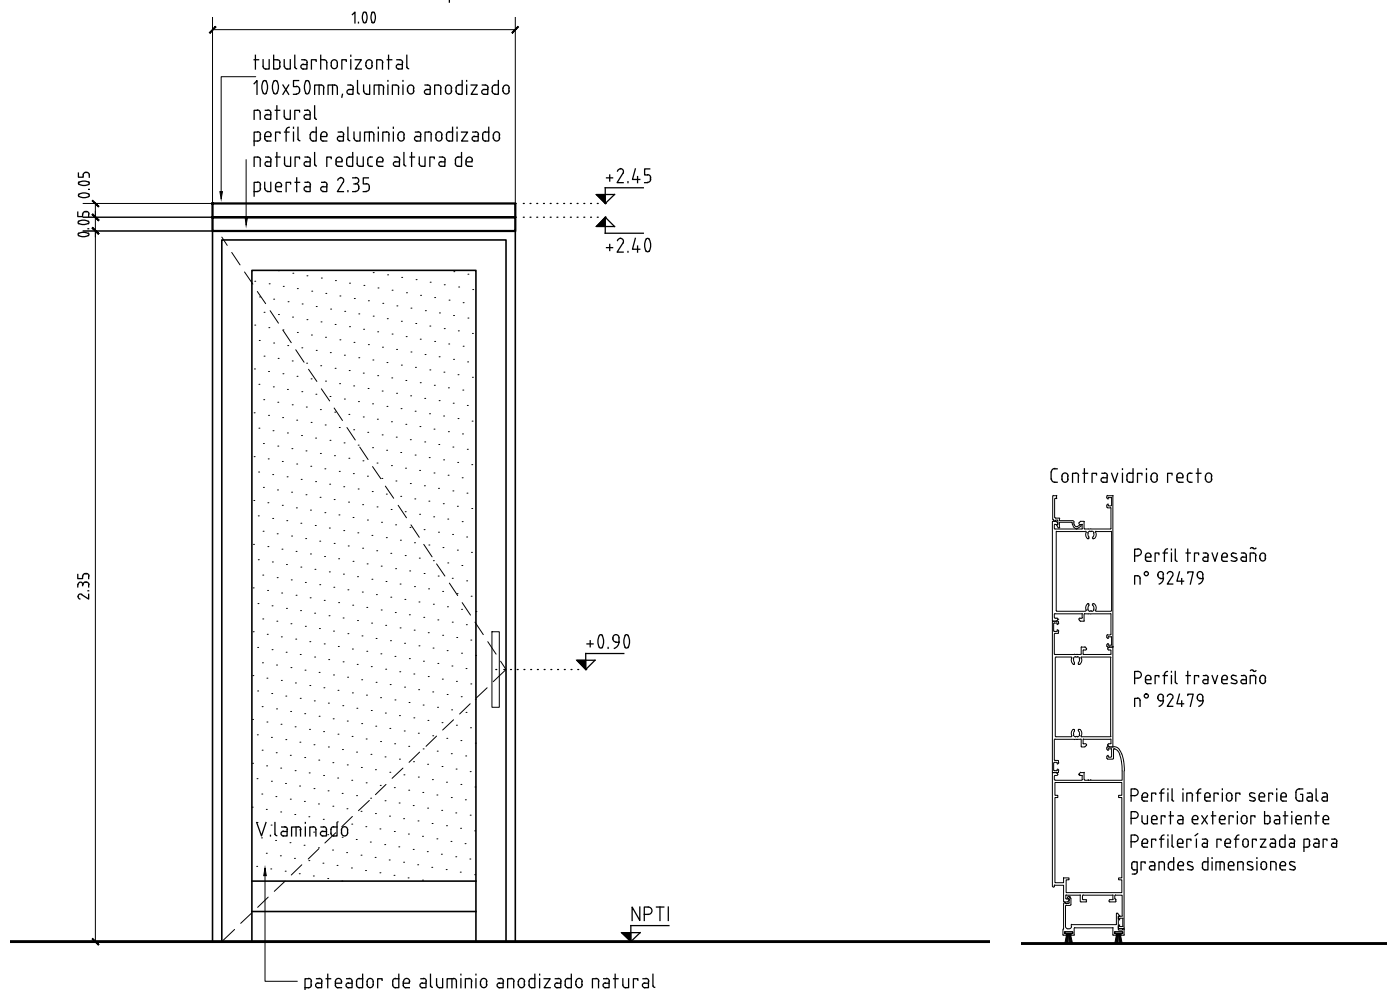 1.00
tubularhorizontal
100x50mm,aluminio anodizado
natural
perfil de aluminio anodizado
natural reduce altura de
puerta a 2.35
0.05
0.05
+2.45
+2.40
2.35
+0.90
V.laminado
NPTI
pateador de aluminio anodizado natural
Contravidrio recto
Perfil travesaño
n° 92479
Perfil travesaño
n° 92479
Perfil inferior serie Gala
Puerta exterior batiente
Perfilería reforzada para
grandes dimensiones